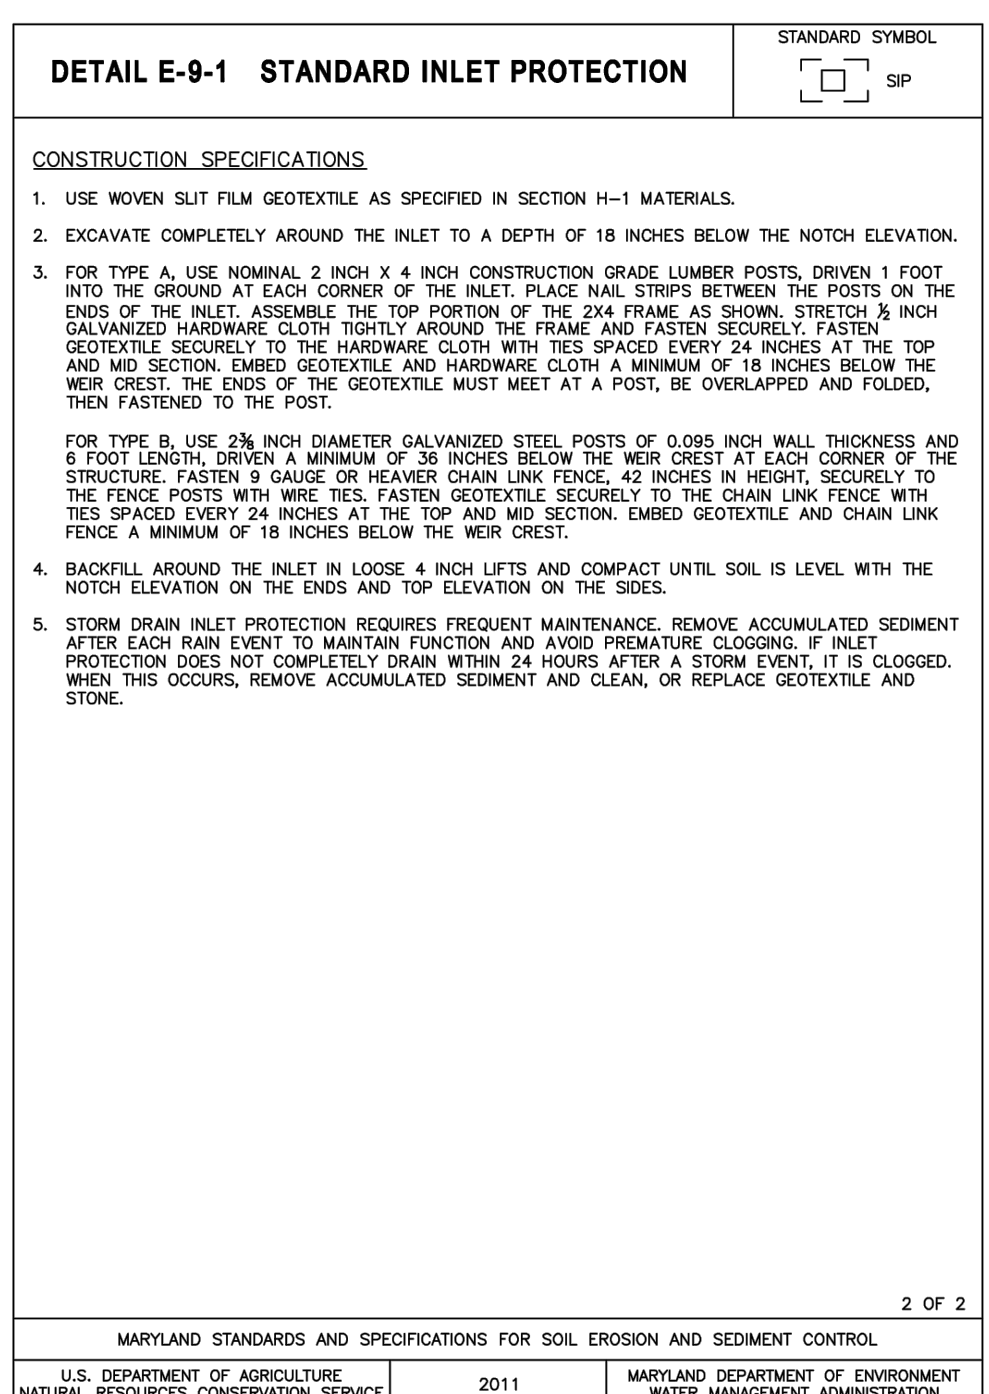 DETAIL E-9-1 STANDARD INLET PROTECTION
STANDARD SYMBOL
SIP
CONSTRUCTION SPECIFICATIONS
1. USE WOVEN SLIT FILM GEOTEXTILE AS SPECIFIED IN SECTION H-1 MATERIALS.
2. EXCAVATE COMPLETELY AROUND THE INLET TO A DEPTH OF 18 INCHES BELOW THE NOTCH ELEVATION.
3. FOR TYPE A, USE NOMINAL 2 INCH X 4 INCH CONSTRUCTION GRADE LUMBER POSTS, DRIVEN 1 FOOT
INTO THE GROUND AT EACH CORNER OF THE INLET. PLACE NAIL STRIPS BETWEEN THE POSTS ON THE
ENDS OF THE INLET. ASSEMBLE THE TOP PORTION OF THE 2X4 FRAME AS SHOWN. STRETCH ½ INCH
GALVANIZED HARDWARE CLOTH TIGHTLY AROUND THE FRAME AND FASTEN SECURELY. FASTEN
GEOTEXTILE SECURELY TO THE HARDWARE CLOTH WITH TIES SPACED EVERY 24 INCHES AT THE TOP
AND MID SECTION. EMBED GEOTEXTILE AND HARDWARE CLOTH A MINIMUM OF 18 INCHES BELOW THE
WEIR CREST. THE ENDS OF THE GEOTEXTILE MUST MEET AT A POST, BE OVERLAPPED AND FOLDED,
THEN FASTENED TO THE POST.
FOR TYPE B, USE 2⅜ INCH DIAMETER GALVANIZED STEEL POSTS OF 0.095 INCH WALL THICKNESS AND
6 FOOT LENGTH, DRIVEN A MINIMUM OF 36 INCHES BELOW THE WEIR CREST AT EACH CORNER OF THE
STRUCTURE. FASTEN 9 GAUGE OR HEAVIER CHAIN LINK FENCE, 42 INCHES IN HEIGHT, SECURELY TO
THE FENCE POSTS WITH WIRE TIES. FASTEN GEOTEXTILE SECURELY TO THE CHAIN LINK FENCE WITH
TIES SPACED EVERY 24 INCHES AT THE TOP AND MID SECTION. EMBED GEOTEXTILE AND CHAIN LINK
FENCE A MINIMUM OF 18 INCHES BELOW THE WEIR CREST.
4. BACKFILL AROUND THE INLET IN LOOSE 4 INCH LIFTS AND COMPACT UNTIL SOIL IS LEVEL WITH THE
NOTCH ELEVATION ON THE ENDS AND TOP ELEVATION ON THE SIDES.
5. STORM DRAIN INLET PROTECTION REQUIRES FREQUENT MAINTENANCE. REMOVE ACCUMULATED SEDIMENT
AFTER EACH RAIN EVENT TO MAINTAIN FUNCTION AND AVOID PREMATURE CLOGGING. IF INLET
PROTECTION DOES NOT COMPLETELY DRAIN WITHIN 24 HOURS AFTER A STORM EVENT, IT IS CLOGGED.
WHEN THIS OCCURS, REMOVE ACCUMULATED SEDIMENT AND CLEAN, OR REPLACE GEOTEXTILE AND
STONE.
2 OF 2
MARYLAND STANDARDS AND SPECIFICATIONS FOR SOIL EROSION AND SEDIMENT CONTROL
U.S. DEPARTMENT OF AGRICULTURE
NATURAL RESOURCES CONSERVATION SERVICE
2011
MARYLAND DEPARTMENT OF ENVIRONMENT
WATER MANAGEMENT ADMINISTRATION